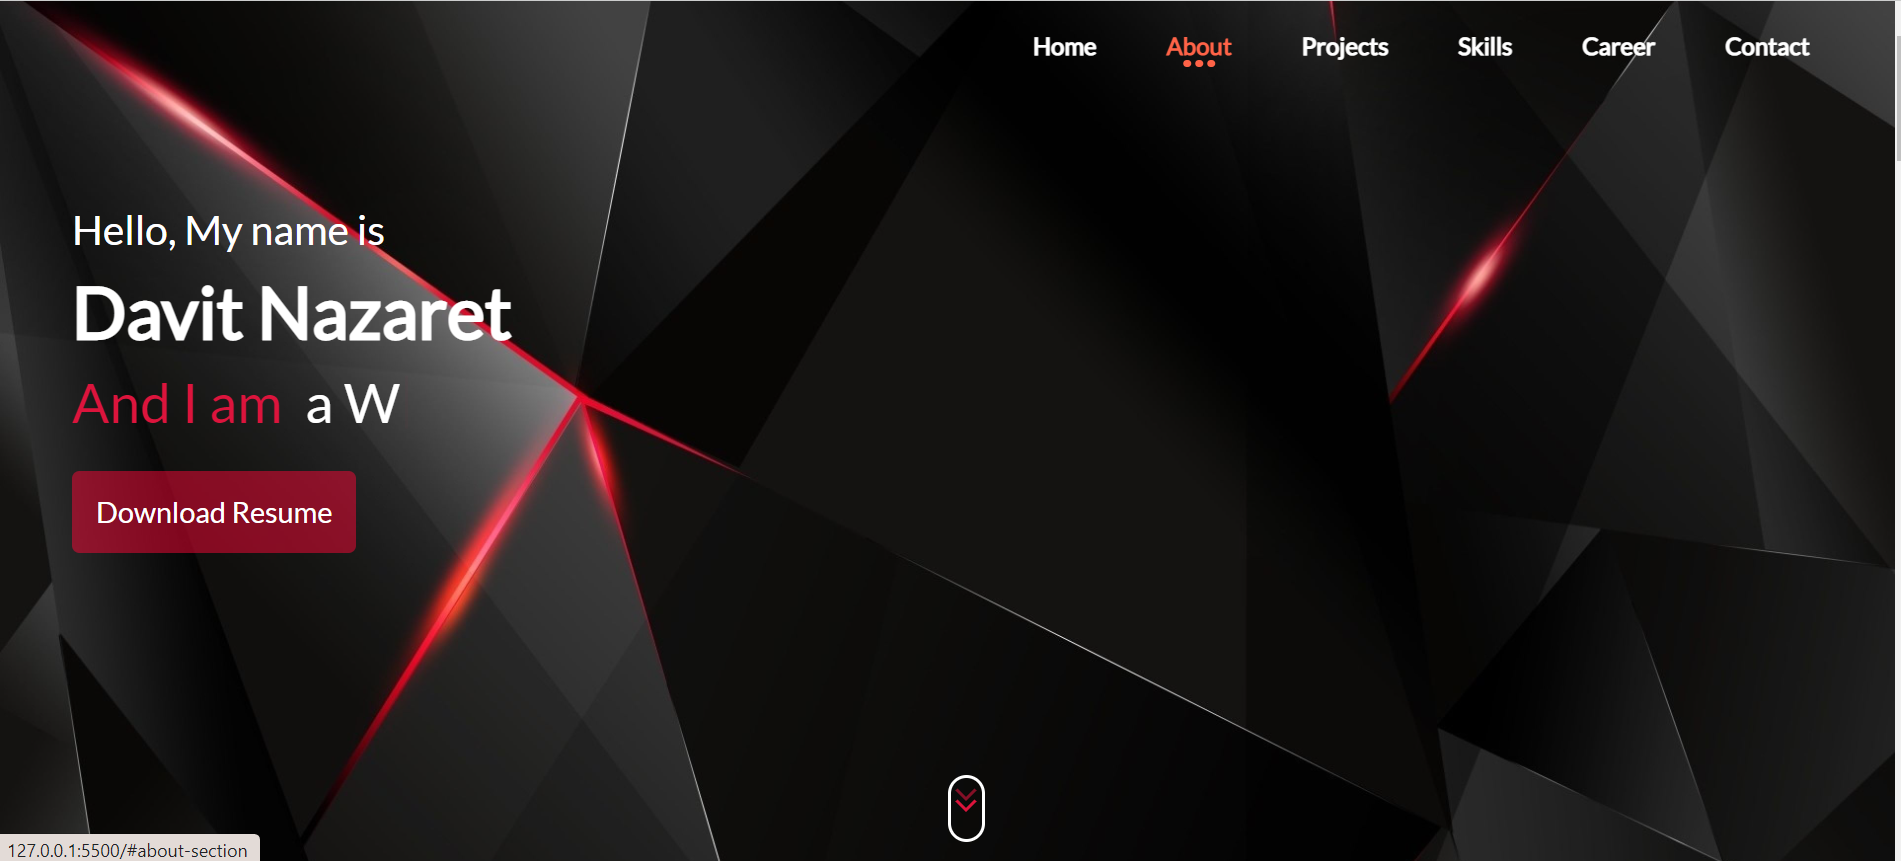 Home About Projects Skills Career Contact
Hello, My name is
Davit Nazaret
And I am a W
Download Resume
127.0.0.1:5500/#about-section